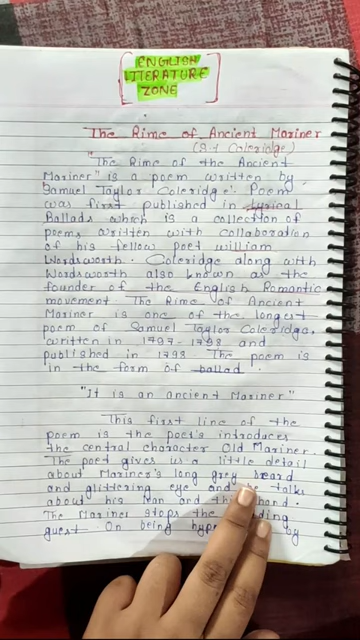 ENGLISH
LITERATURE
ZONE
The Rime of Ancient Mariner
(S.T Coleridge)
"The Rime of the Ancient
Mariner" is a poem written by
Samuel Taylor Coleridge. Poem
was first published in lyrical
Ballads which is a collection of
poems written with collaboration
of his fellow poet william
Wordsworth. Coleridge along with
Wordsworth also known as the
founder of the English Romantic
movement The Rime of Ancient
Mariner is one of the longest
poem of Samuel Taylor Coleridge.
written in 1797-1798 and
published in 1798. The poem is
in the form of ballad.
"It is an ancient Mariner"
This first line of the
poem is the poet's introduces
the central character Old Mariner.
The poet gives us a little detail
about Mariner's long grey beard
and glittering eye and talks
about his and hand.
The Mariner stops the
guest. On being by